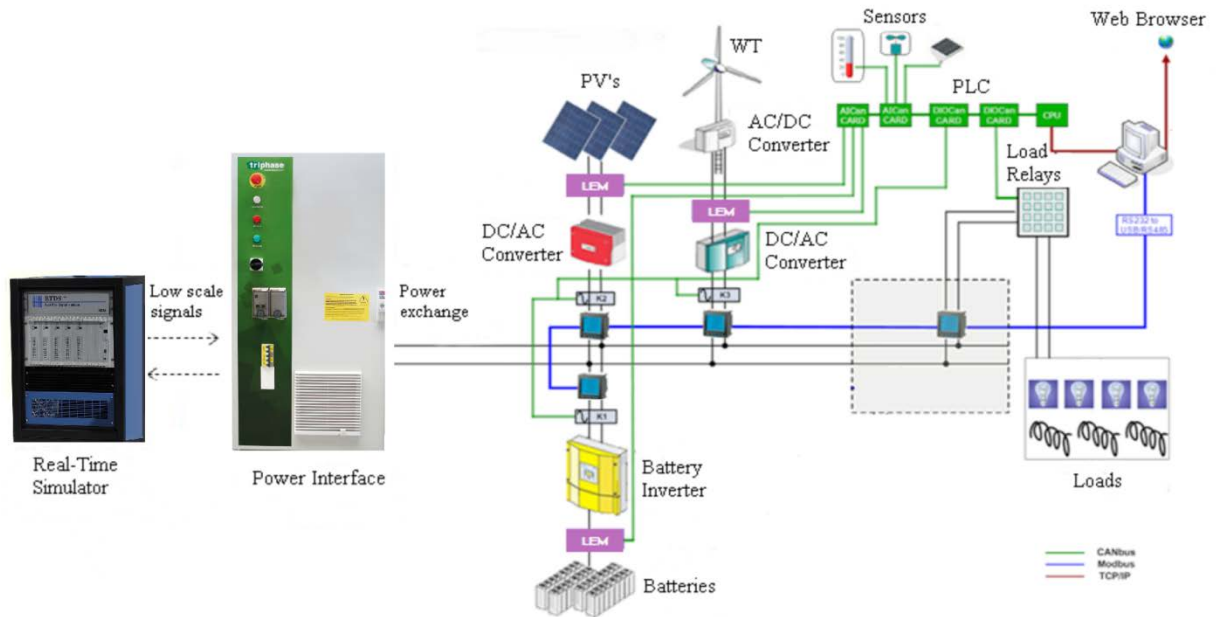 Sensors
Web Browser
WT
PV's
PLC
AICan
CARD
AICan
CARD
DIOCan
CARD
DIOCan
CARD
CPU
AC/DC
Converter
Load
Relays
triphase
LEM
LEM
RS232 to
USB/RS485
DC/AC
Converter
DC/AC
Converter
RTDS
Low scale
signals
Power
exchange
K2
K3
K1
Real-Time
Simulator
Power Interface
Battery
Inverter
Loads
LEM
Batteries
CANbus
Modbus
TCP/IP